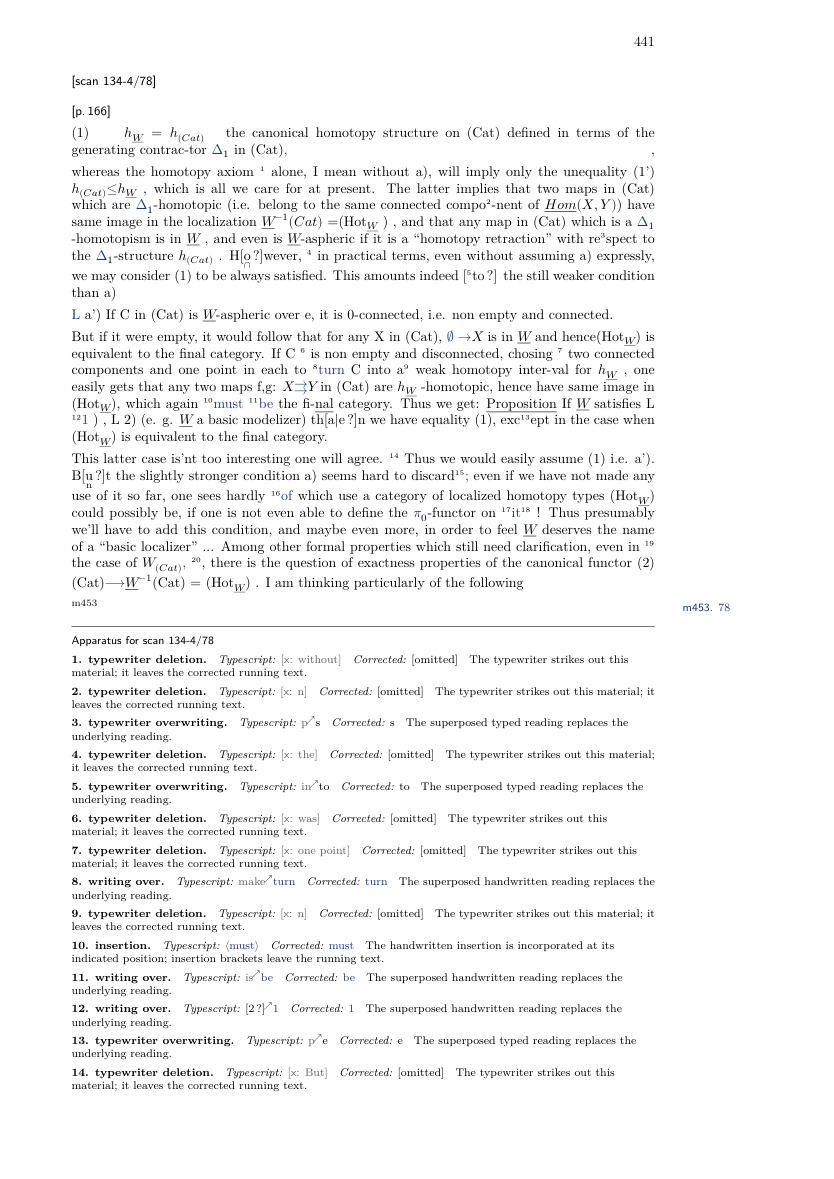 441
[scan 134-4/78]
[p. 166]
(1) h_W = h_(Cat) the canonical homotopy structure on (Cat) defined in terms of the
generating contrac-tor Δ₁ in (Cat), ,
whereas the homotopy axiom ¹ alone, I mean without a), will imply only the unequality (1')
h_(Cat)≤h_W , which is all we care for at present. The latter implies that two maps in (Cat)
which are Δ₁-homotopic (i.e. belong to the same connected compo²-nent of Hom(X, Y)) have
same image in the localization W⁻¹(Cat) =(Hot_W ) , and that any map in (Cat) which is a Δ₁
-homotopism is in W , and even is W-aspheric if it is a “homotopy retraction” with re³spect to
the Δ₁-structure h_(Cat) . H[o ?]wever, ⁴ in practical terms, even without assuming a) expressly,
we may consider (1) to be always satisfied. This amounts indeed [⁵to ?] the still weaker condition
than a)
L a') If C in (Cat) is W-aspheric over e, it is 0-connected, i.e. non empty and connected.
But if it were empty, it would follow that for any X in (Cat), ∅ →X is in W and hence(Hot_W) is
equivalent to the final category. If C ⁶ is non empty and disconnected, chosing ⁷ two connected
components and one point in each to ⁸turn C into a⁹ weak homotopy inter-val for h_W , one
easily gets that any two maps f,g: X⇉Y in (Cat) are h_W -homotopic, hence have same image in
(Hot_W), which again ¹⁰must ¹¹be the fi-nal category. Thus we get: Proposition If W satisfies L
¹²1 ) , L 2) (e. g. W a basic modelizer) th[a|e ?]n we have equality (1), exc¹³ept in the case when
(Hot_W) is equivalent to the final category.
This latter case is'nt too interesting one will agree. ¹⁴ Thus we would easily assume (1) i.e. a').
B[u ?]t the slightly stronger condition a) seems hard to discard¹⁵; even if we have not made any
n
use of it so far, one sees hardly ¹⁶of which use a category of localized homotopy types (Hot_W)
could possibly be, if one is not even able to define the π₀-functor on ¹⁷it¹⁸ ! Thus presumably
we'll have to add this condition, and maybe even more, in order to feel W deserves the name
of a “basic localizer” ... Among other formal properties which still need clarification, even in ¹⁹
the case of W_(Cat), ²⁰, there is the question of exactness properties of the canonical functor (2)
(Cat)⟶W⁻¹(Cat) = (Hot_W) . I am thinking particularly of the following
m453
m453. 78
Apparatus for scan 134-4/78
1. typewriter deletion. Typescript: [x: without] Corrected: [omitted] The typewriter strikes out this
material; it leaves the corrected running text.
2. typewriter deletion. Typescript: [x: n] Corrected: [omitted] The typewriter strikes out this material; it
leaves the corrected running text.
3. typewriter overwriting. Typescript: p↗s Corrected: s The superposed typed reading replaces the
underlying reading.
4. typewriter deletion. Typescript: [x: the] Corrected: [omitted] The typewriter strikes out this material;
it leaves the corrected running text.
5. typewriter overwriting. Typescript: in↗to Corrected: to The superposed typed reading replaces the
underlying reading.
6. typewriter deletion. Typescript: [x: was] Corrected: [omitted] The typewriter strikes out this
material; it leaves the corrected running text.
7. typewriter deletion. Typescript: [x: one point] Corrected: [omitted] The typewriter strikes out this
material; it leaves the corrected running text.
8. writing over. Typescript: make↗turn Corrected: turn The superposed handwritten reading replaces the
underlying reading.
9. typewriter deletion. Typescript: [x: n] Corrected: [omitted] The typewriter strikes out this material; it
leaves the corrected running text.
10. insertion. Typescript: ⟨must⟩ Corrected: must The handwritten insertion is incorporated at its
indicated position; insertion brackets leave the running text.
11. writing over. Typescript: is↗be Corrected: be The superposed handwritten reading replaces the
underlying reading.
12. writing over. Typescript: [2 ?]↗1 Corrected: 1 The superposed handwritten reading replaces the
underlying reading.
13. typewriter overwriting. Typescript: p↗e Corrected: e The superposed typed reading replaces the
underlying reading.
14. typewriter deletion. Typescript: [x: But] Corrected: [omitted] The typewriter strikes out this
material; it leaves the corrected running text.